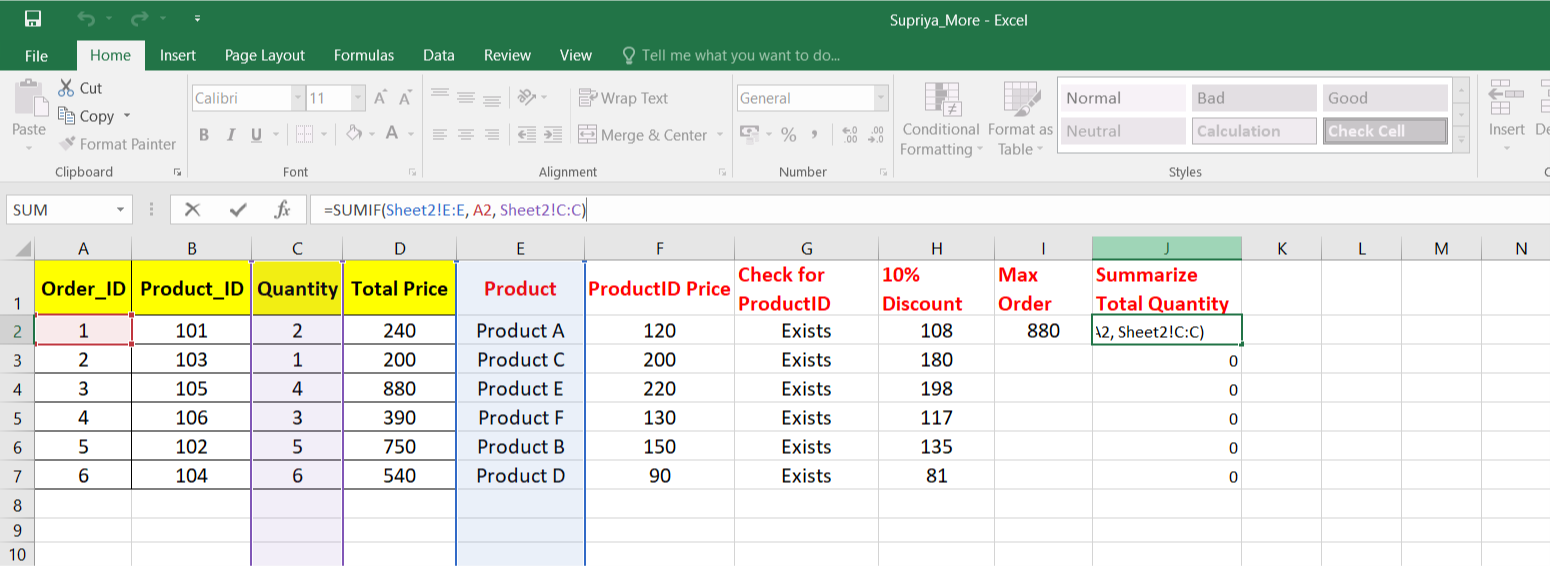 Supriya_More - Excel
File Home Insert Page Layout Formulas Data Review View Tell me what you want to do...
Paste
Cut
Copy
Format Painter
Clipboard
Calibri 11
B I U A
Font
Wrap Text
Merge & Center
Alignment
General
%
Number
Conditional Formatting
Format as Table
Normal Bad Good
Neutral Calculation Check Cell
Styles
Insert
SUM fx =SUMIF(Sheet2!E:E, A2, Sheet2!C:C)
A B C D E F G H I J K L M N
1 Order_ID Product_ID Quantity Total Price Product ProductID Price Check for ProductID 10% Discount Max Order Summarize Total Quantity
2 1 101 2 240 Product A 120 Exists 108 880 A2, Sheet2!C:C)
3 2 103 1 200 Product C 200 Exists 180 0
4 3 105 4 880 Product E 220 Exists 198 0
5 4 106 3 390 Product F 130 Exists 117 0
6 5 102 5 750 Product B 150 Exists 135 0
7 6 104 6 540 Product D 90 Exists 81 0
8
9
10